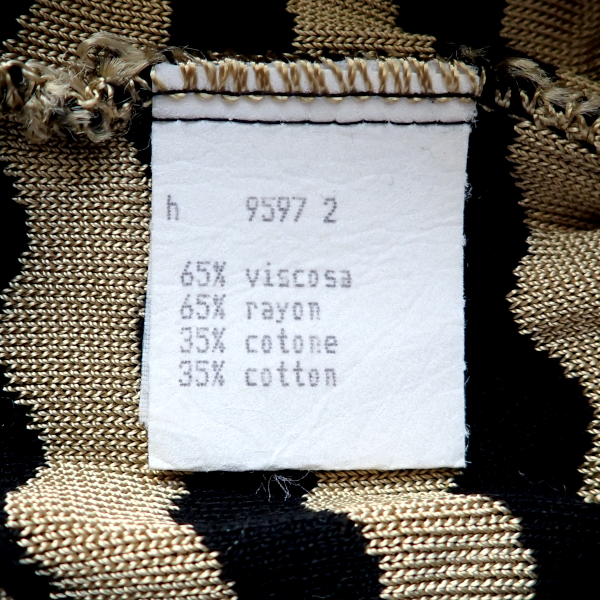 h 9597 2
65% viscosa
65% rayon
35% cotone
35% cotton